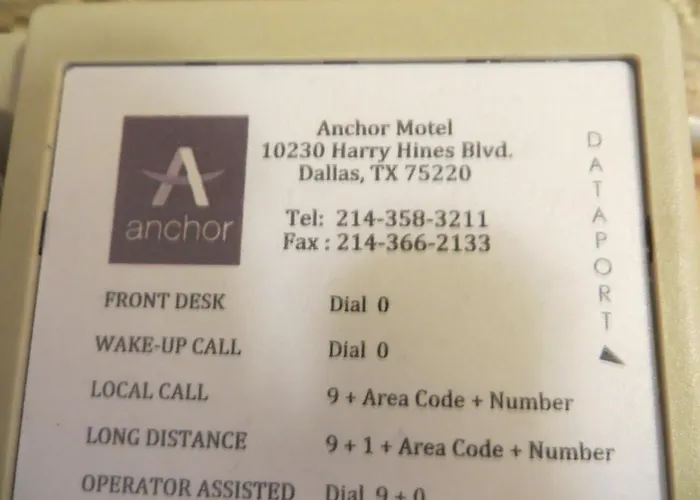 anchor
Anchor Motel
10230 Harry Hines Blvd.
Dallas, TX 75220
Tel: 214-358-3211
Fax : 214-366-2133
DATAPORT
FRONT DESK Dial 0
WAKE-UP CALL Dial 0
LOCAL CALL 9 + Area Code + Number
LONG DISTANCE 9 + 1 + Area Code + Number
OPERATOR ASSISTED Dial 9 + 0